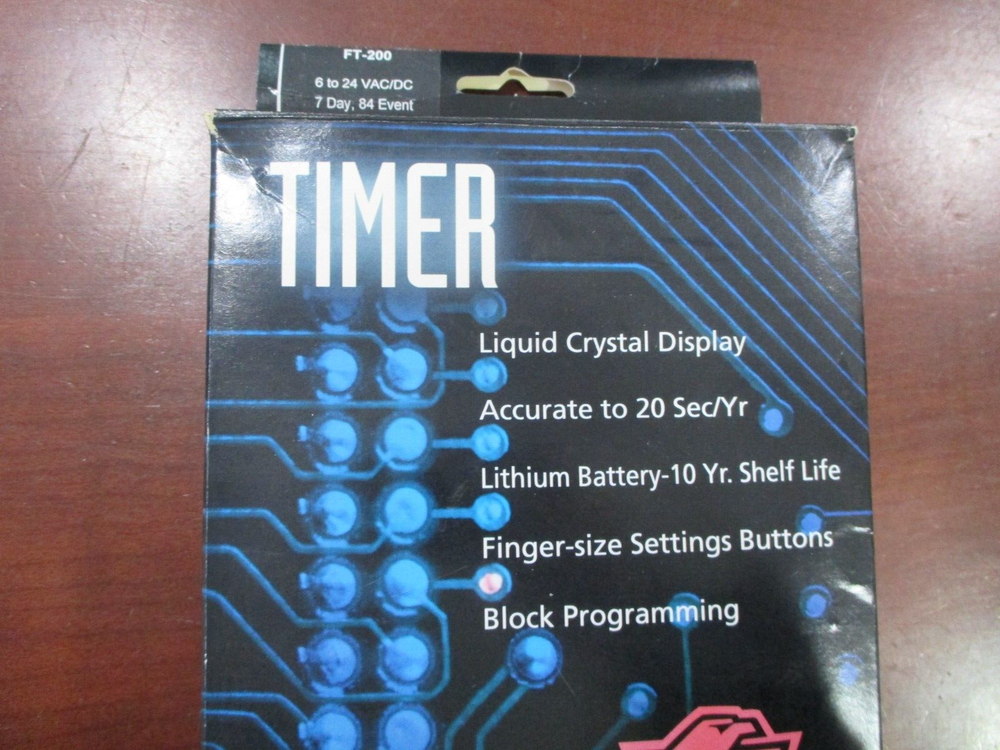 FT-200
6 to 24 VAC/DC
7 Day, 84 Event
TIMER
Liquid Crystal Display
Accurate to 20 Sec/Yr
Lithium Battery-10 Yr. Shelf Life
Finger-size Settings Buttons
Block Programming